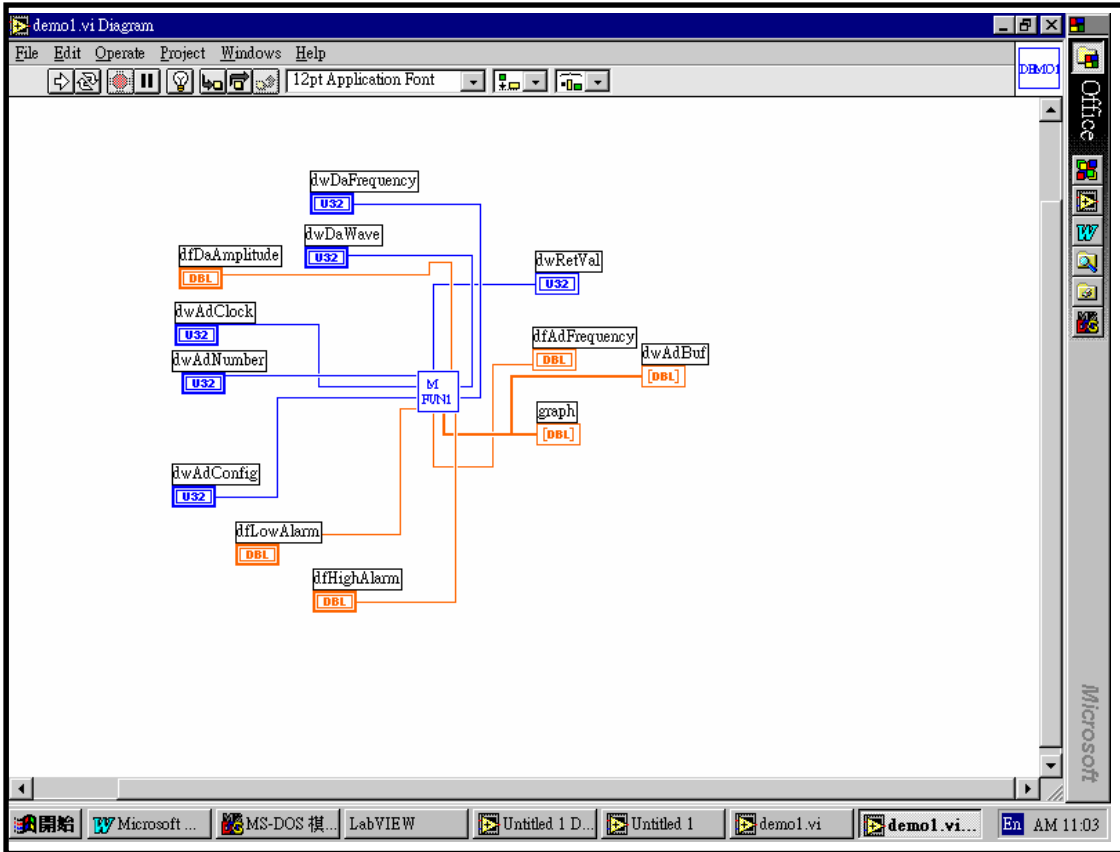 demo1.vi Diagram
File Edit Operate Project Windows Help
12pt Application Font
DEMO1
Office
dwDaFrequency
U32
dwDaWave
U32
dfDaAmplitude
DBL
dwRetVal
U32
dwAdClock
U32
dfAdFrequency
DBL
dwAdBuf
[DBL]
dwAdNumber
U32
M
FUN1
graph
[DBL]
dwAdConfig
U32
dfLowAlarm
DBL
dfHighAlarm
DBL
Microsoft
開始
Microsoft ...
MS-DOS 模...
LabVIEW
Untitled 1 D...
Untitled 1
demo1.vi
demo1.vi...
En
AM 11:03